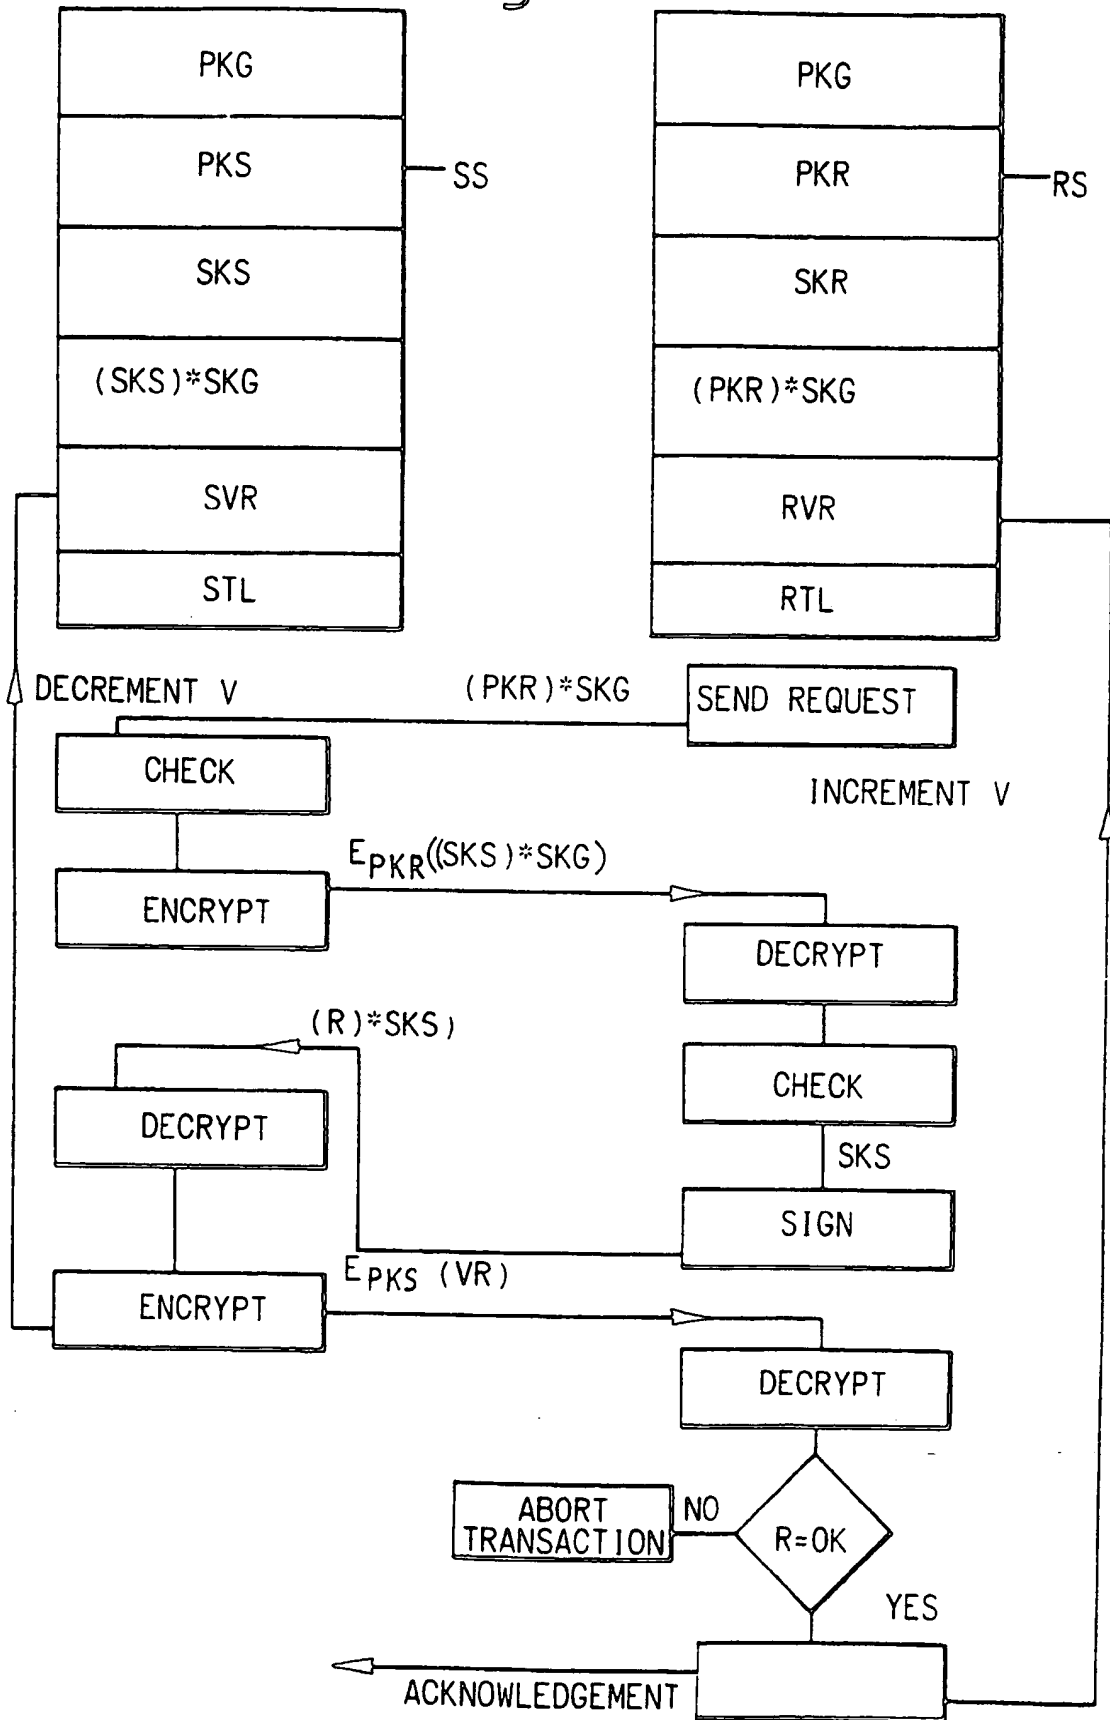 PKG
PKS
SS
SKS
(SKS)*SKG
SVR
STL
PKG
PKR
RS
SKR
(PKR)*SKG
RVR
RTL
DECREMENT V
(PKR)*SKG
SEND REQUEST
CHECK
INCREMENT V
E PKR((SKS)*SKG)
ENCRYPT
DECRYPT
(R)*SKS)
CHECK
DECRYPT
SKS
SIGN
E PKS (VR)
ENCRYPT
DECRYPT
ABORT
TRANSACTION
NO
R=OK
YES
ACKNOWLEDGEMENT